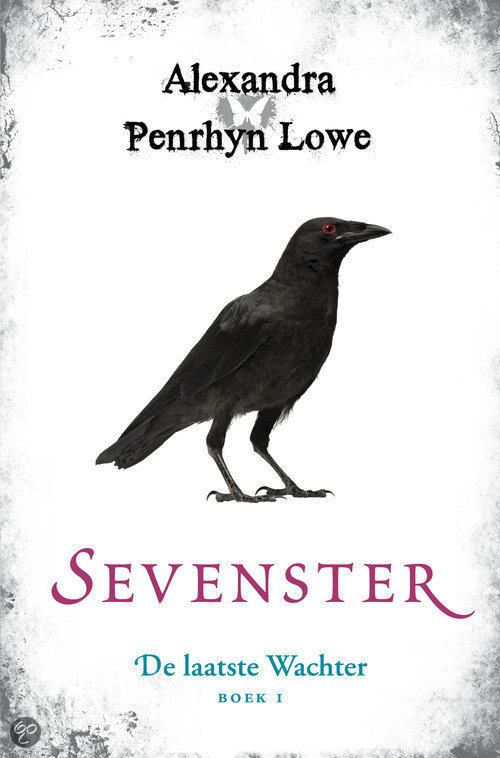 Alexandra
Penrhyn Lowe
SEVENSTER
De laatste Wachter
BOEK I